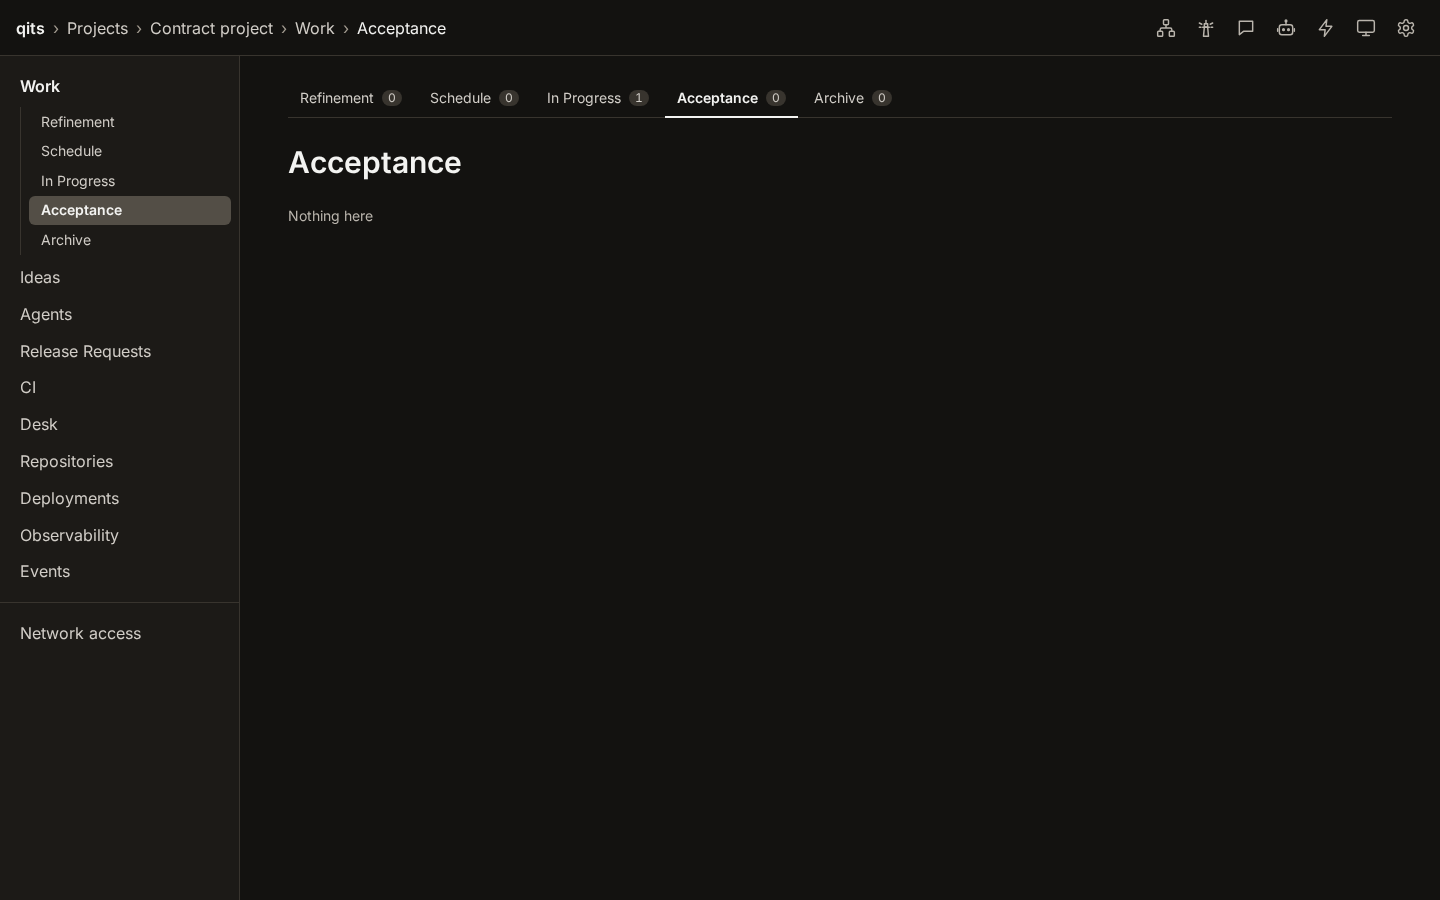 qits › Projects › Contract project › Work › Acceptance
Work
Refinement
Schedule
In Progress
Acceptance
Archive
Ideas
Agents
Release Requests
CI
Desk
Repositories
Deployments
Observability
Events
Network access
Refinement 0 Schedule 0 In Progress 1 Acceptance 0 Archive 0
Acceptance
Nothing here